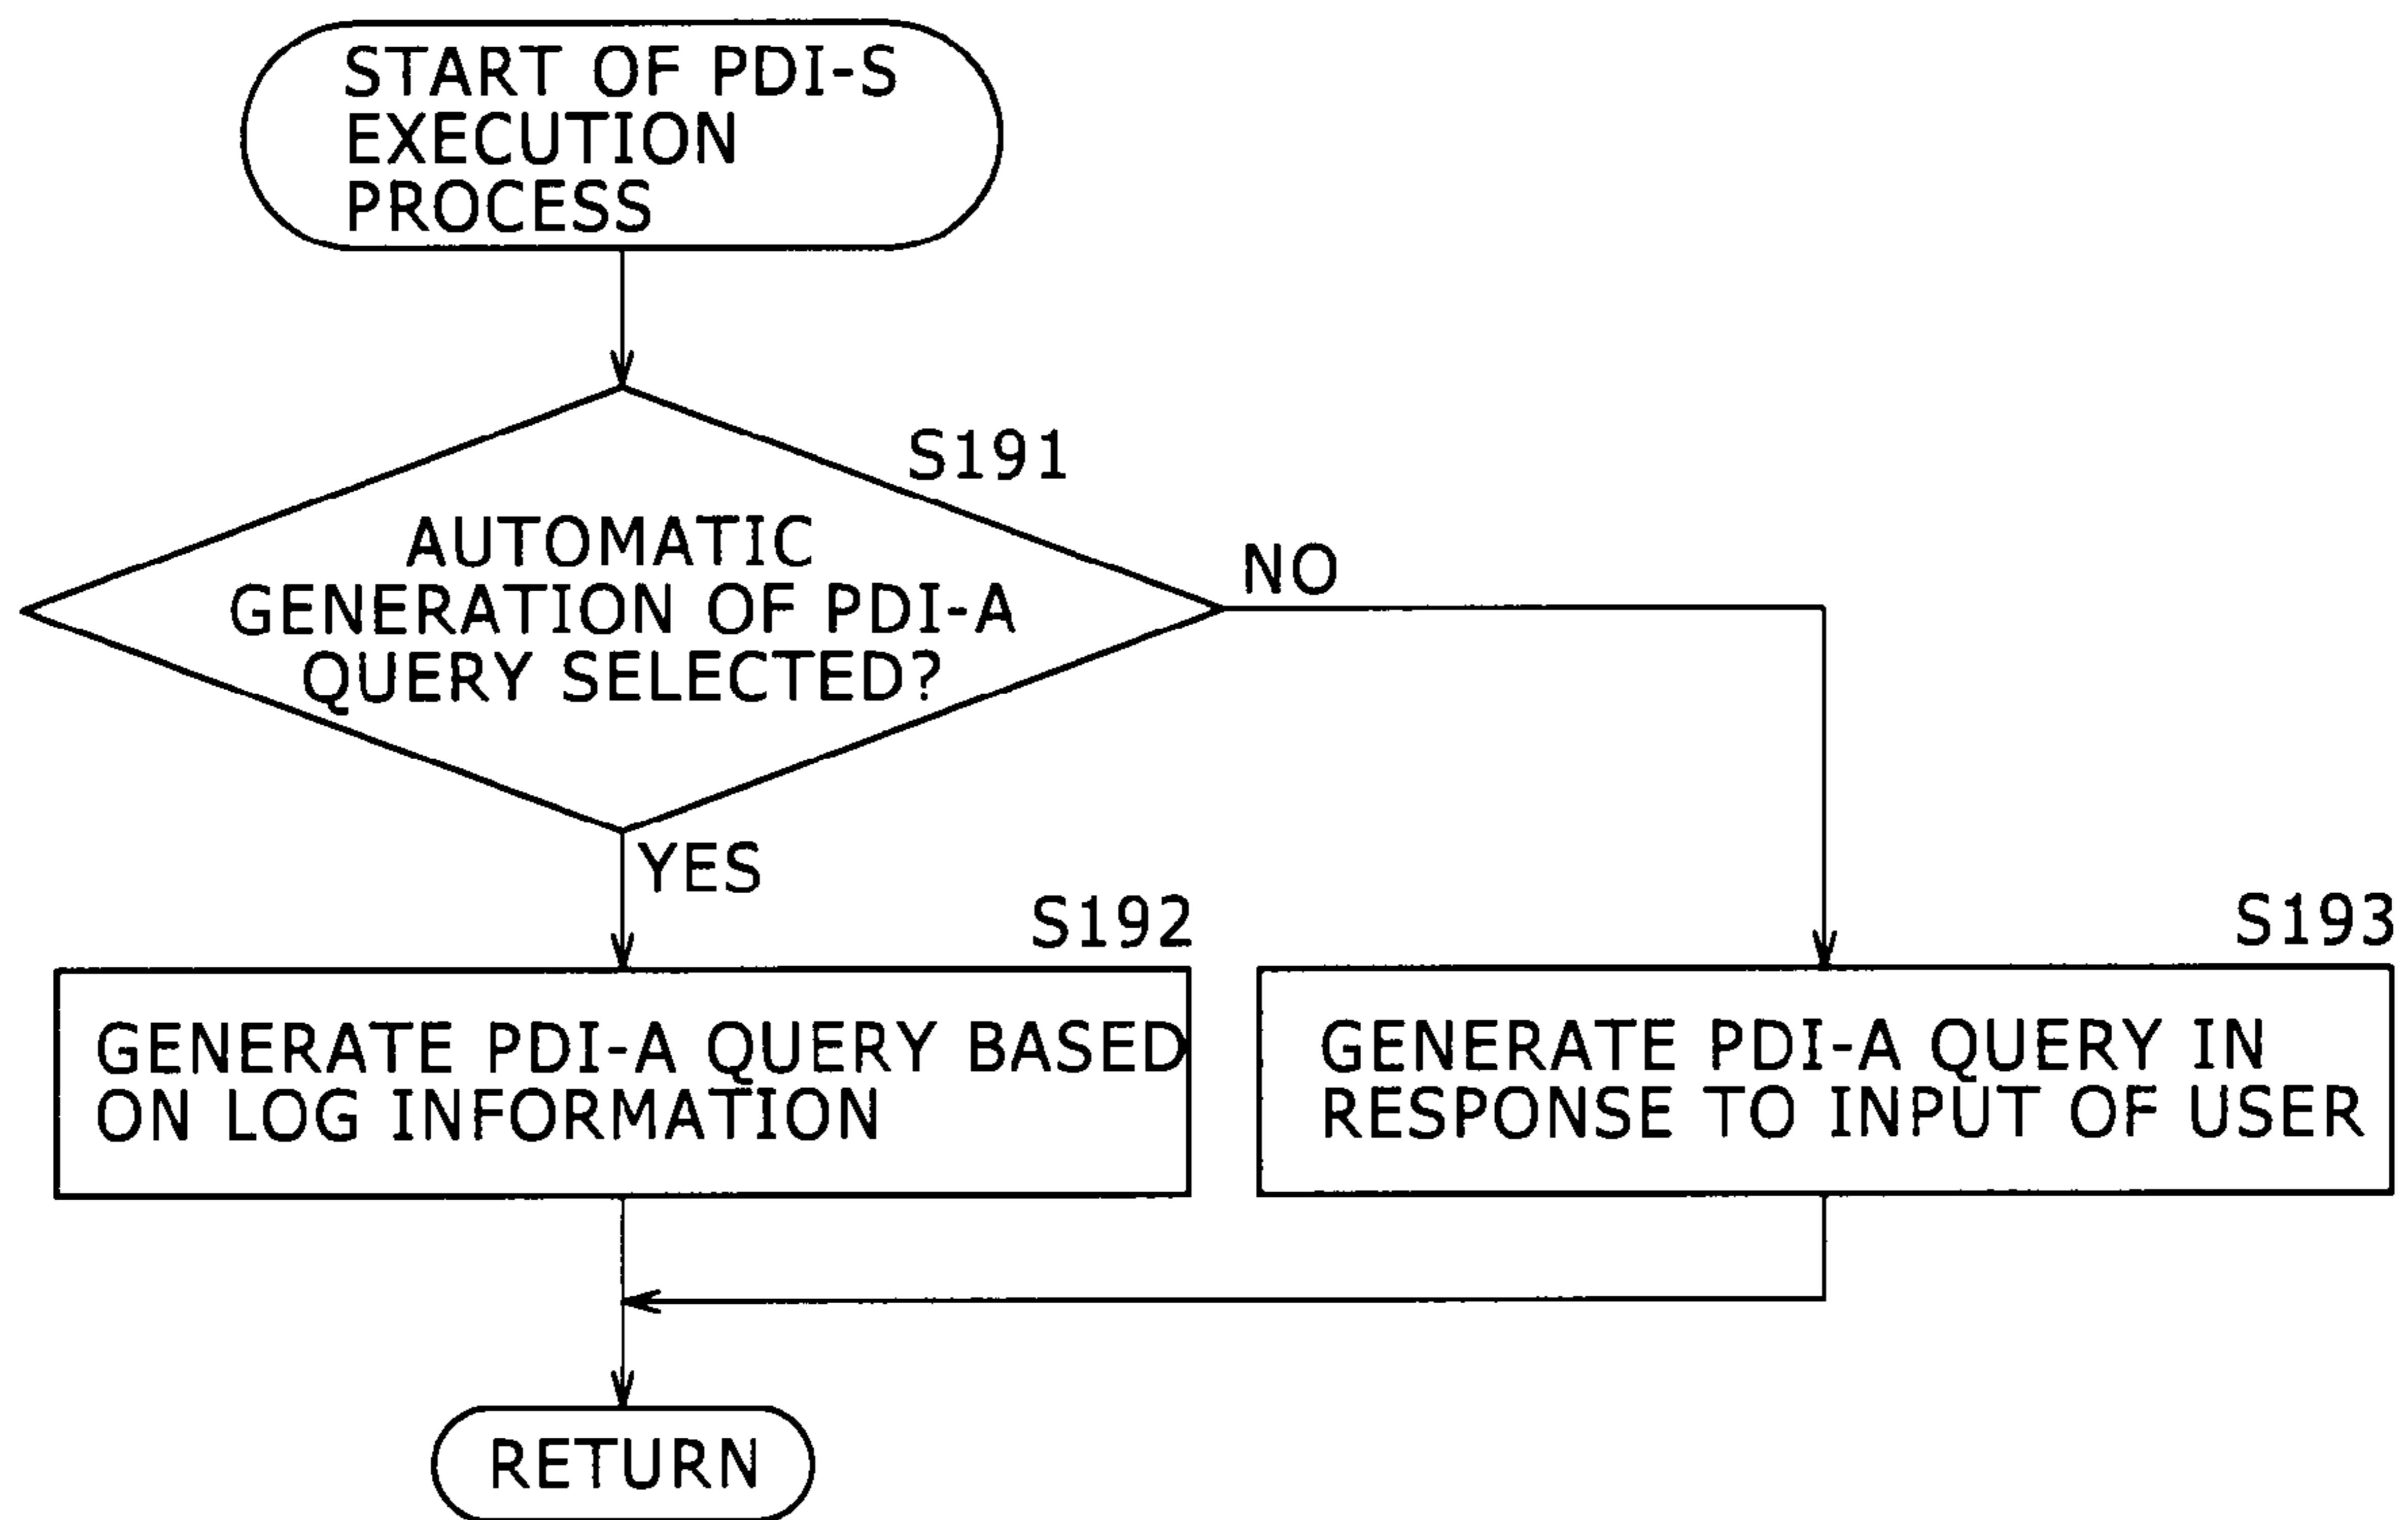 START OF PDI-S
EXECUTION
PROCESS
S191
AUTOMATIC
GENERATION OF PDI-A
QUERY SELECTED?
NO
YES
S192
GENERATE PDI-A QUERY BASED
ON LOG INFORMATION
S193
GENERATE PDI-A QUERY IN
RESPONSE TO INPUT OF USER
RETURN